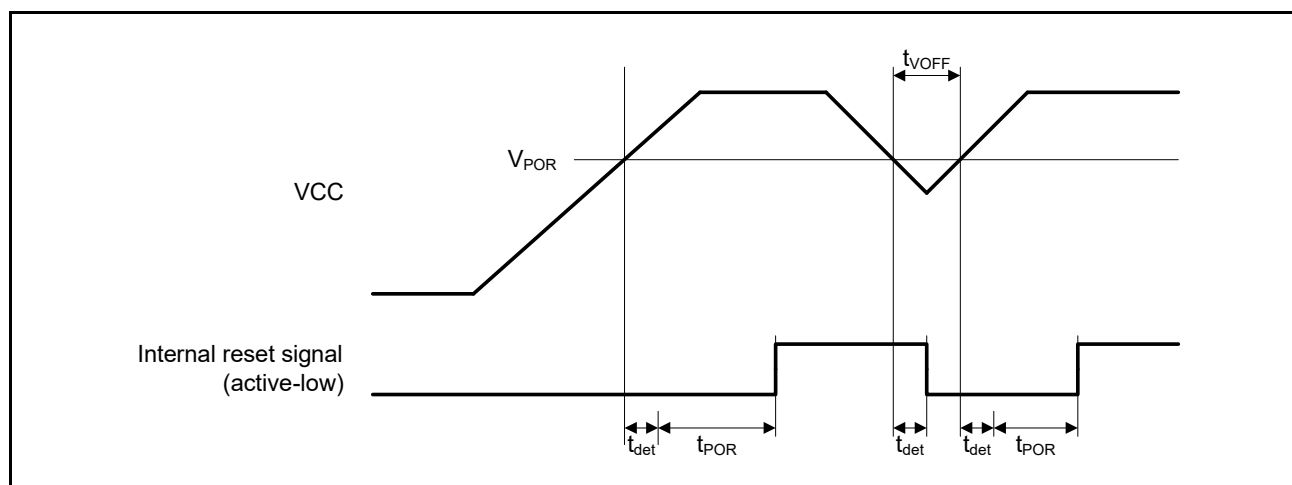 tVOFF
VPOR
VCC
Internal reset signal
(active-low)
tdet
tPOR
tdet
tdet
tPOR